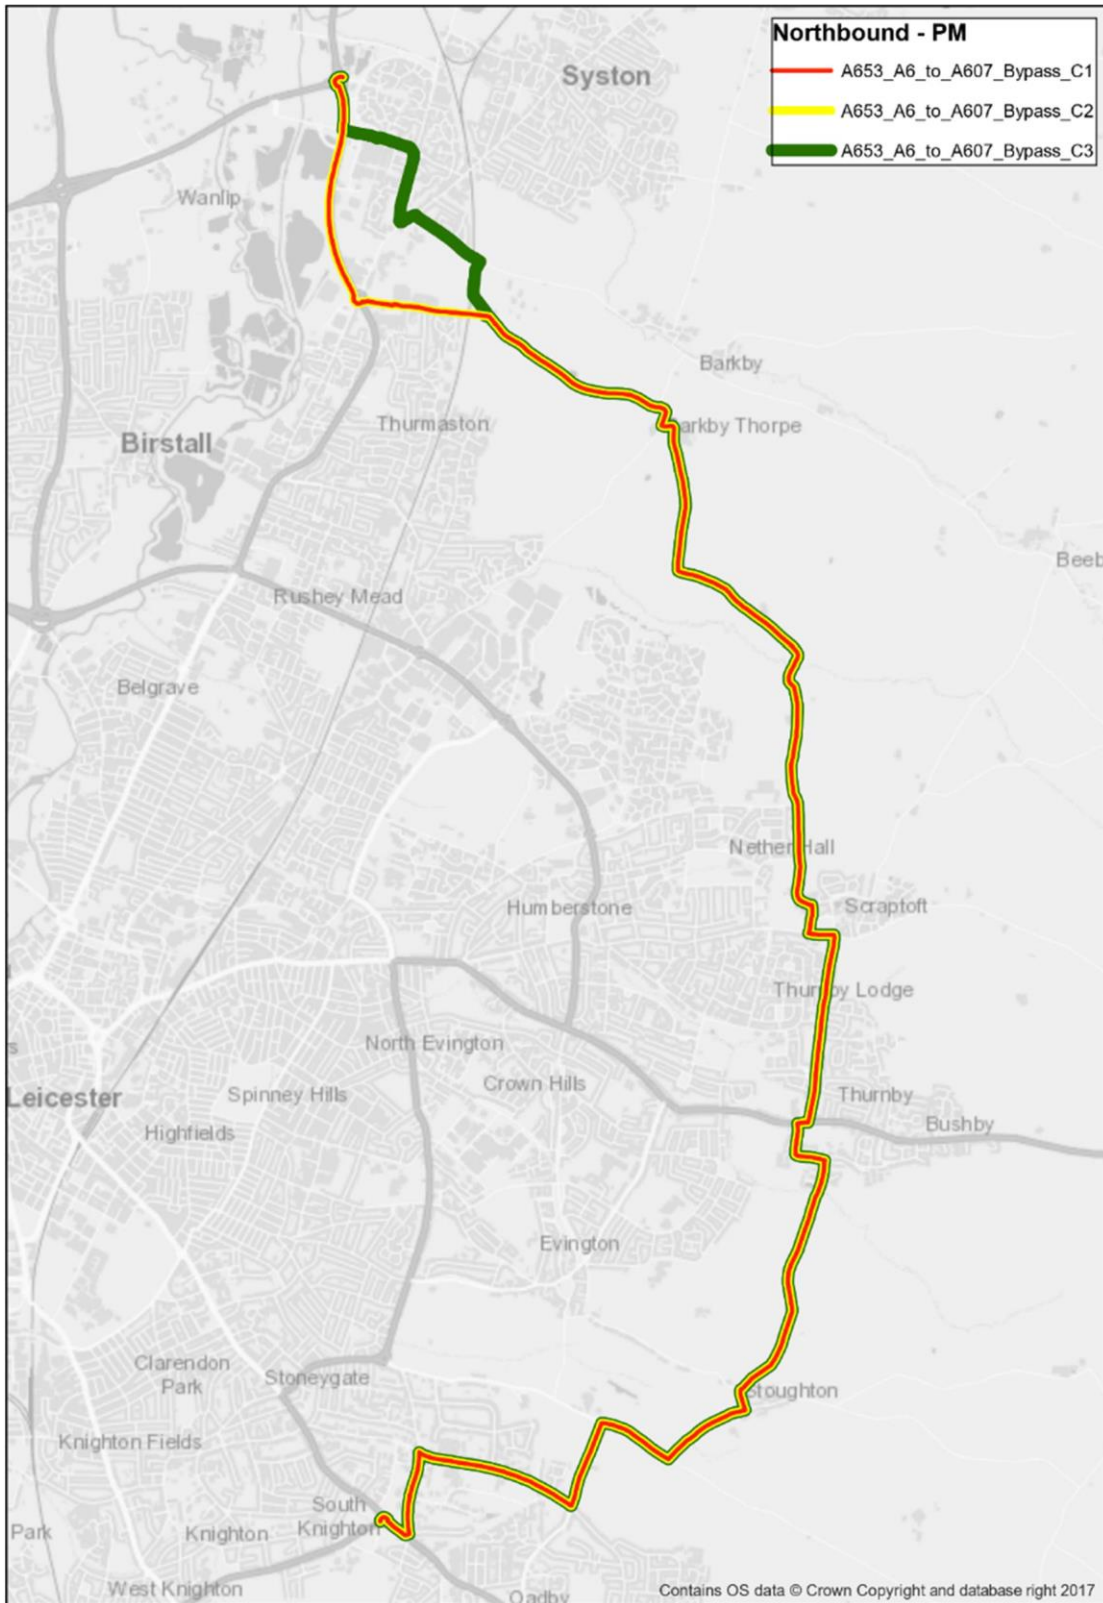 Northbound - PM
A653_A6_to_A607_Bypass_C1
A653_A6_to_A607_Bypass_C2
A653_A6_to_A607_Bypass_C3
Syston
Wanlip
Barkby
Thurmaston
arkby Thorpe
Birstall
Beeb
Rushey Mead
Belgrave
Nether Hall
Humberstone
Scraptoft
Thurnby Lodge
North Evington
Crown Hills
Leicester
Spinney Hills
Thurnby
Bushby
Highfields
Evington
Clarendon
Park
Stoneygate
Stoughton
Knighton Fields
South
Knighton
Park
Knighton
West Knighton
Oadby
Contains OS data © Crown Copyright and database right 2017